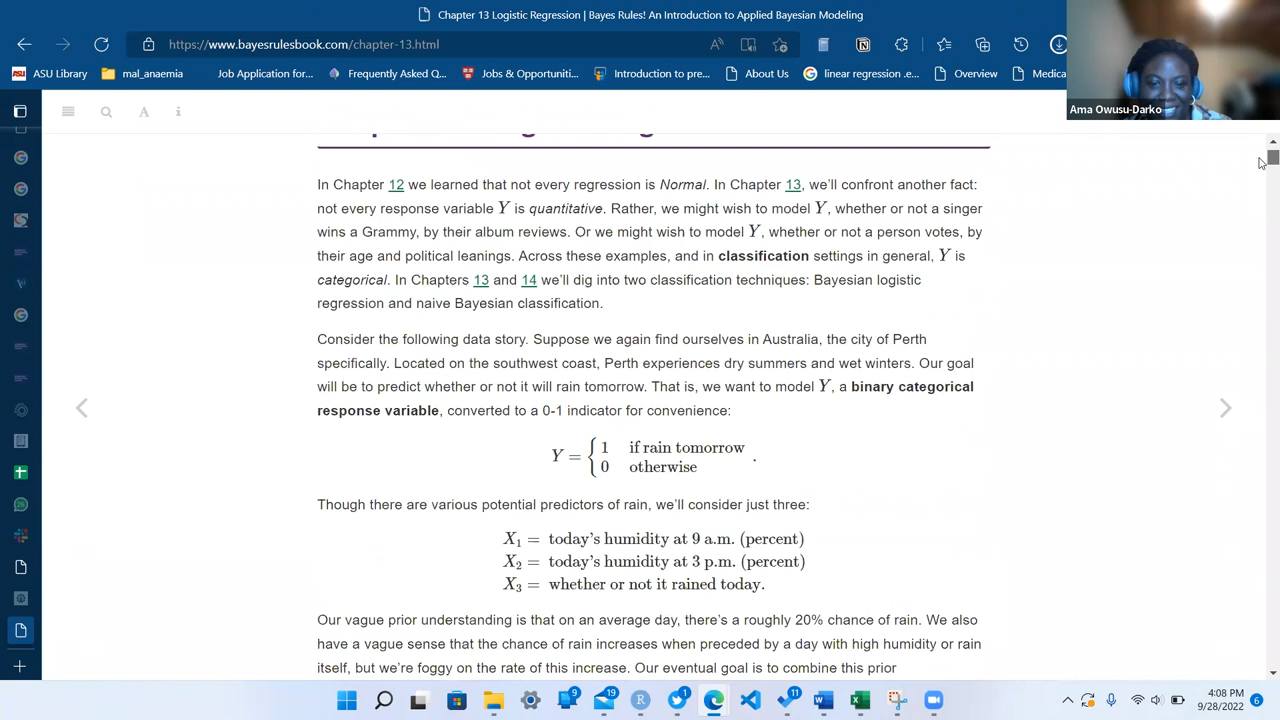 Chapter 13 Logistic Regression | Bayes Rules! An Introduction to Applied Bayesian Modeling
https://www.bayesrulesbook.com/chapter-13.html
ASU ASU Library mal_anaemia Job Application for... Frequently Asked Q... Jobs & Opportuniti... Introduction to pre... About Us linear regression .e... Overview Medica
Ama Owusu-Darko
In Chapter 12 we learned that not every regression is Normal. In Chapter 13, we'll confront another fact:
not every response variable Y is quantitative. Rather, we might wish to model Y, whether or not a singer
wins a Grammy, by their album reviews. Or we might wish to model Y, whether or not a person votes, by
their age and political leanings. Across these examples, and in classification settings in general, Y is
categorical. In Chapters 13 and 14 we'll dig into two classification techniques: Bayesian logistic
regression and naive Bayesian classification.
Consider the following data story. Suppose we again find ourselves in Australia, the city of Perth
specifically. Located on the southwest coast, Perth experiences dry summers and wet winters. Our goal
will be to predict whether or not it will rain tomorrow. That is, we want to model Y, a binary categorical
response variable, converted to a 0-1 indicator for convenience:
Y = { 1 if rain tomorrow
0 otherwise .
Though there are various potential predictors of rain, we'll consider just three:
X1 = today's humidity at 9 a.m. (percent)
X2 = today's humidity at 3 p.m. (percent)
X3 = whether or not it rained today.
Our vague prior understanding is that on an average day, there's a roughly 20% chance of rain. We also
have a vague sense that the chance of rain increases when preceded by a day with high humidity or rain
itself, but we're foggy on the rate of this increase. Our eventual goal is to combine this prior
9 19 1 11
4:08 PM
9/28/2022 6